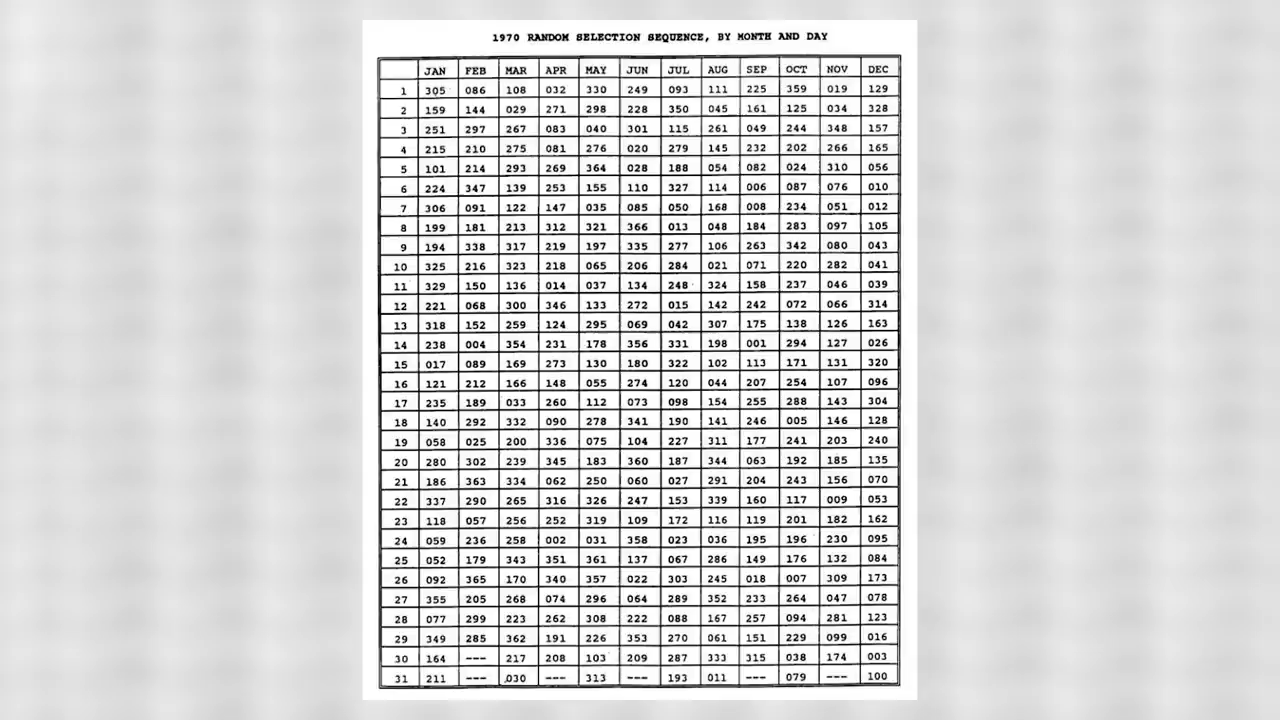 1970 RANDOM SELECTION SEQUENCE, BY MONTH AND DAY
JAN FEB MAR APR MAY JUN JUL AUG SEP OCT NOV DEC
1 305 086 108 032 330 249 093 111 225 359 019 129
2 159 144 029 271 298 228 350 045 161 125 034 328
3 251 297 267 083 040 301 115 261 049 244 348 157
4 215 210 275 081 276 020 279 145 232 202 266 165
5 101 214 293 269 364 028 188 054 082 024 310 056
6 224 347 139 253 155 110 327 114 006 087 076 010
7 306 091 122 147 035 085 050 168 008 234 051 012
8 199 181 213 312 321 366 013 048 184 283 097 105
9 194 338 317 219 197 335 277 106 263 342 080 043
10 325 216 323 218 065 206 284 021 071 220 282 041
11 329 150 136 014 037 134 248 324 158 237 046 039
12 221 068 300 346 133 272 015 142 242 072 066 314
13 318 152 259 124 295 069 042 307 175 138 126 163
14 238 004 354 231 178 356 331 198 001 294 127 026
15 017 089 169 273 130 180 322 102 113 171 131 320
16 121 212 166 148 055 274 120 044 207 254 107 096
17 235 189 033 260 112 073 098 154 255 288 143 304
18 140 292 332 090 278 341 190 141 246 005 146 128
19 058 025 200 336 075 104 227 311 177 241 203 240
20 280 302 239 345 183 360 187 344 063 192 185 135
21 186 363 334 062 250 060 027 291 204 243 156 070
22 337 290 265 316 326 247 153 339 160 117 009 053
23 118 057 256 252 319 109 172 116 119 201 182 162
24 059 236 258 002 031 358 023 036 195 196 230 095
25 052 179 343 351 361 137 067 286 149 176 132 084
26 092 365 170 340 357 022 303 245 018 007 309 173
27 355 205 268 074 296 064 289 352 233 264 047 078
28 077 299 223 262 308 222 088 167 257 094 281 123
29 349 285 362 191 226 353 270 061 151 229 099 016
30 164 --- 217 208 103 209 287 333 315 038 174 003
31 211 --- 030 --- 313 --- 193 011 --- 079 --- 100